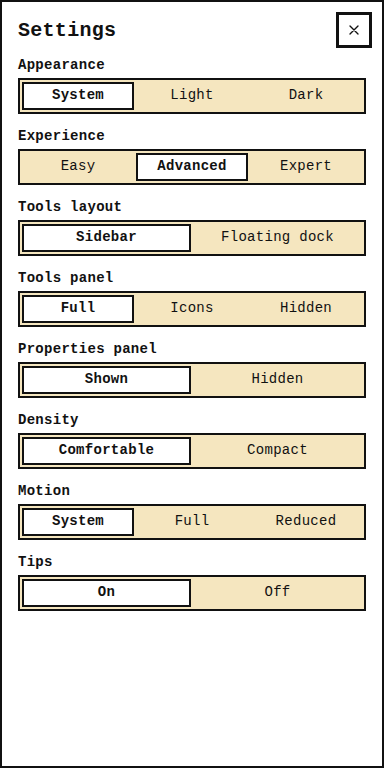 Settings
Appearance
System Light Dark
Experience
Easy Advanced Expert
Tools layout
Sidebar Floating dock
Tools panel
Full Icons Hidden
Properties panel
Shown Hidden
Density
Comfortable Compact
Motion
System Full Reduced
Tips
On Off